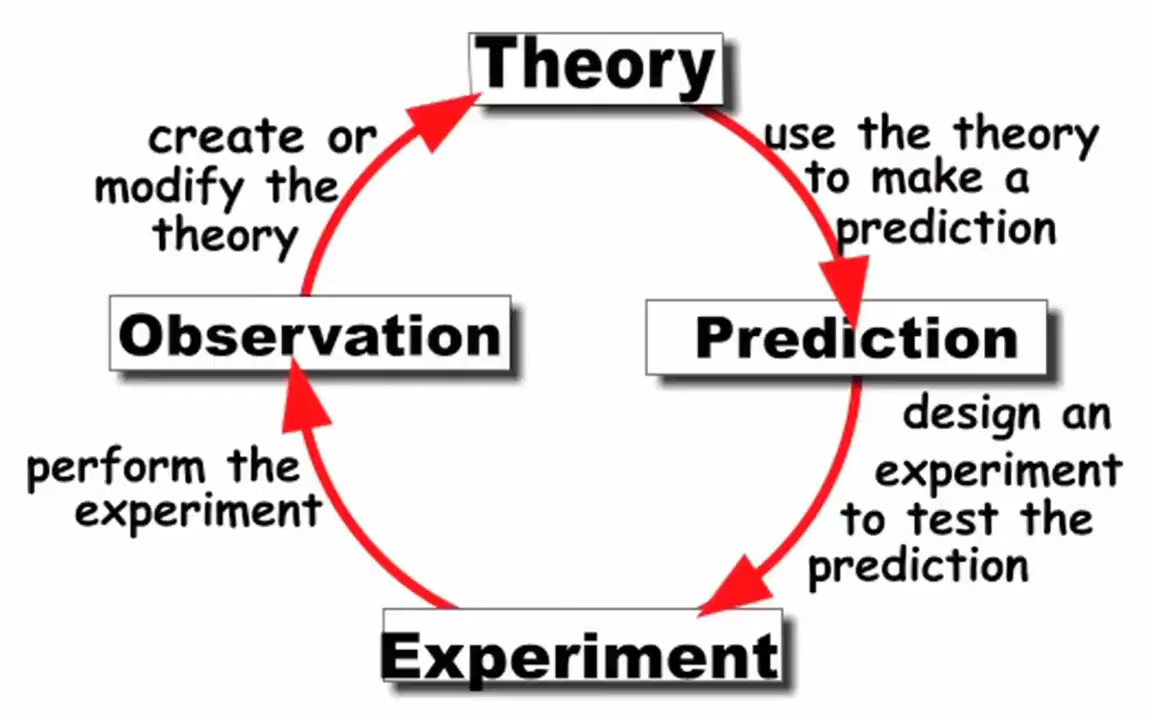 Theory
use the theory
to make a
prediction
Prediction
design an
experiment
to test the
prediction
Experiment
perform the
experiment
Observation
create or
modify the
theory